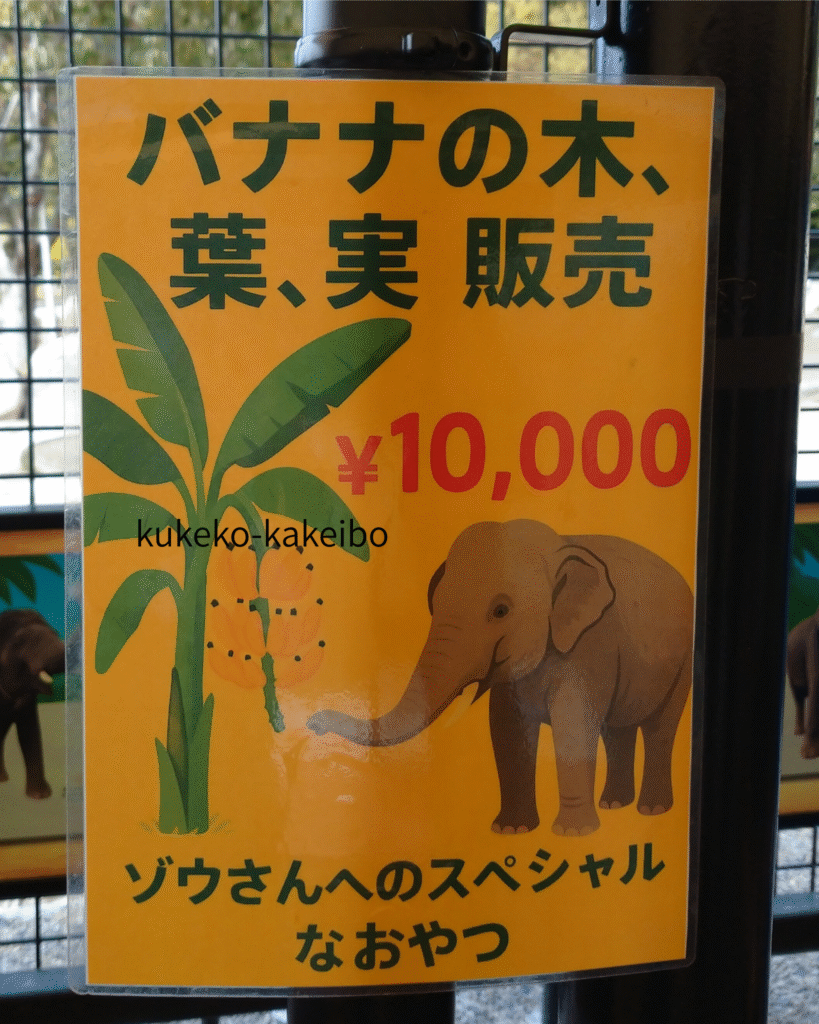 バナナの木、
葉、実 販売
¥10,000
kukeko-kakeibo
ゾウさんへのスペシャル
なおやつ